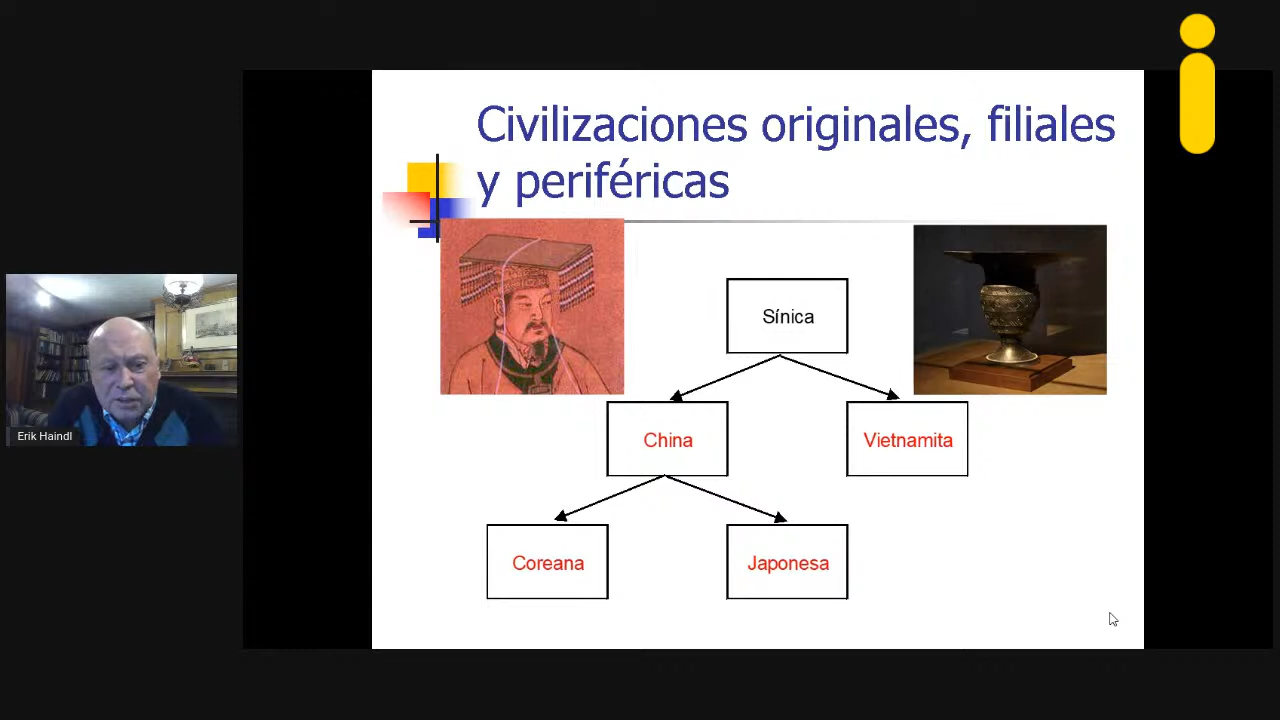 Civilizaciones originales, filiales
y periféricas
Sínica
China
Vietnamita
Coreana
Japonesa
Erik Haindl